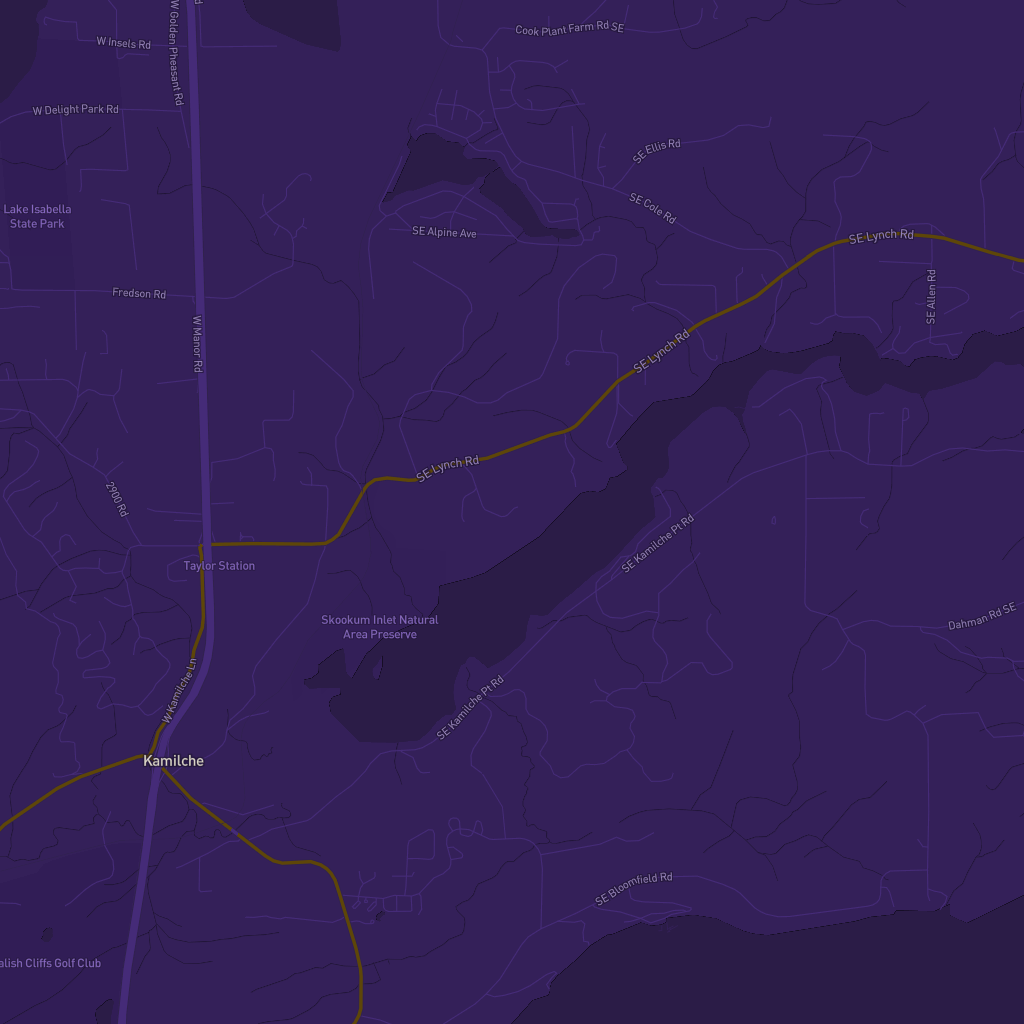 Cook Plant Farm Rd SE
W Insels Rd
W Golden Pheasant Rd
W Delight Park Rd
SE Ellis Rd
Lake Isabella
State Park
SE Cole Rd
SE Alpine Ave
SE Lynch Rd
Fredson Rd
SE Allen Rd
W Manor Rd
SE Lynch Rd
SE Lynch Rd
2900 Rd
SE Kamilche Pt Rd
Taylor Station
Skookum Inlet Natural
Area Preserve
Dahman Rd SE
W Kamilche Ln
SE Kamilche Pt Rd
Kamilche
SE Bloomfield Rd
alish Cliffs Golf Club